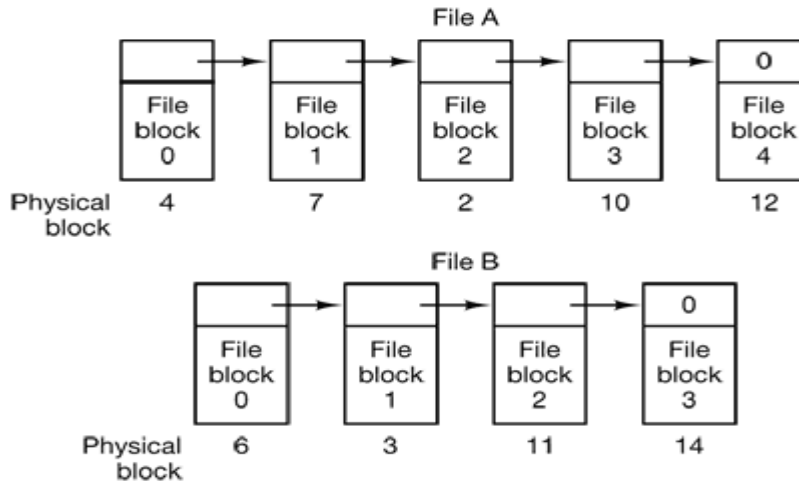 File A
0
File block 0
File block 1
File block 2
File block 3
File block 4
Physical block
4 7 2 10 12
File B
0
File block 0
File block 1
File block 2
File block 3
Physical block
6 3 11 14